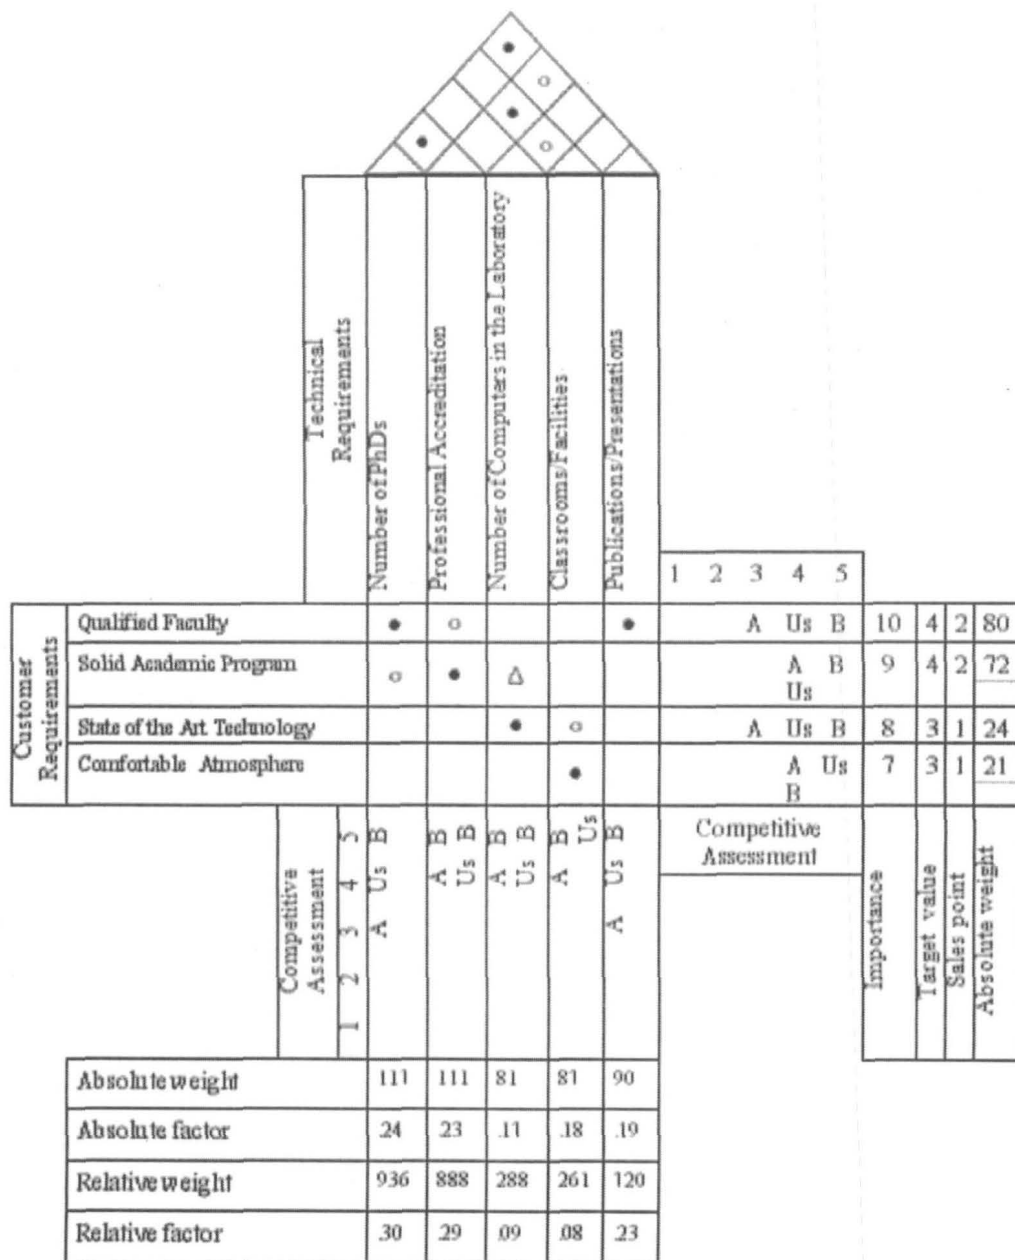 Technical
Requirements
Number of PhDs
Professional Accreditation
Number of Computers in the Laboratory
Classrooms/Facilities
Publications/Presentations
1 2 3 4 5
Customer
Requirements
Qualified Faculty A Us B 10 4 2 80
Solid Academic Program A B 9 4 2 72
Us
State of the Art Technology A Us B 8 3 1 24
Comfortable Atmosphere A Us 7 3 1 21
B
Competitive
Assessment
1 2 3 4 5
A Us B
A B
Us B
A B
Us B
A B
Us
A Us B
Competitive
Assessment
Importance
Target value
Sales point
Absolute weight
Absolute weight 111 111 81 81 90
Absolute factor .24 .23 .11 .18 .19
Relative weight 936 888 288 261 120
Relative factor .30 .29 .09 .08 .23